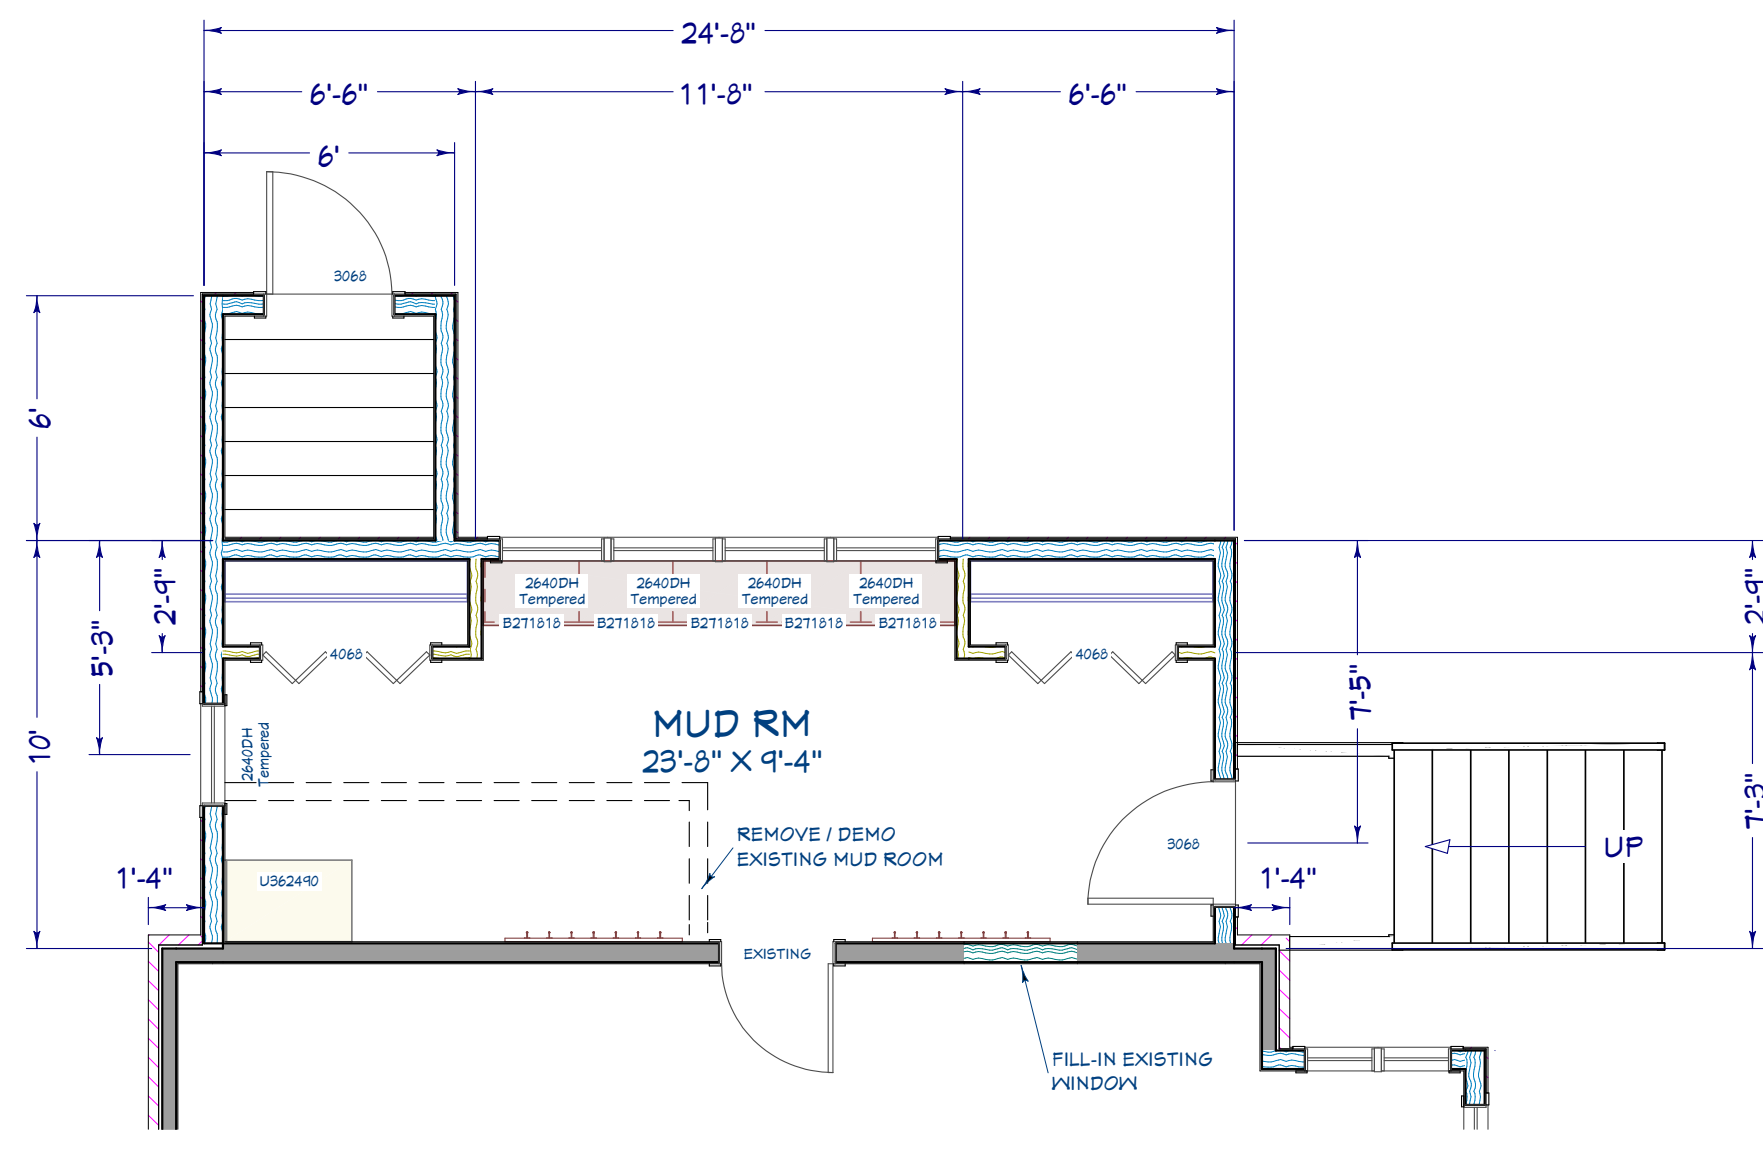 24'-8"
6'-6"
11'-8"
6'-6"
6'
3068
6'
2640DH
Tempered
2640DH
Tempered
2640DH
Tempered
2640DH
Tempered
B271818
B271818
B271818
B271818
B271818
2'-9"
2'-9"
5'-3"
4068
4068
7'-5"
MUD RM
23'-8" X 9'-4"
10'
2640DH
Tempered
7'-3"
REMOVE / DEMO
EXISTING MUD ROOM
3068
UP
1'-4"
U362490
1'-4"
EXISTING
FILL-IN EXISTING
WINDOW